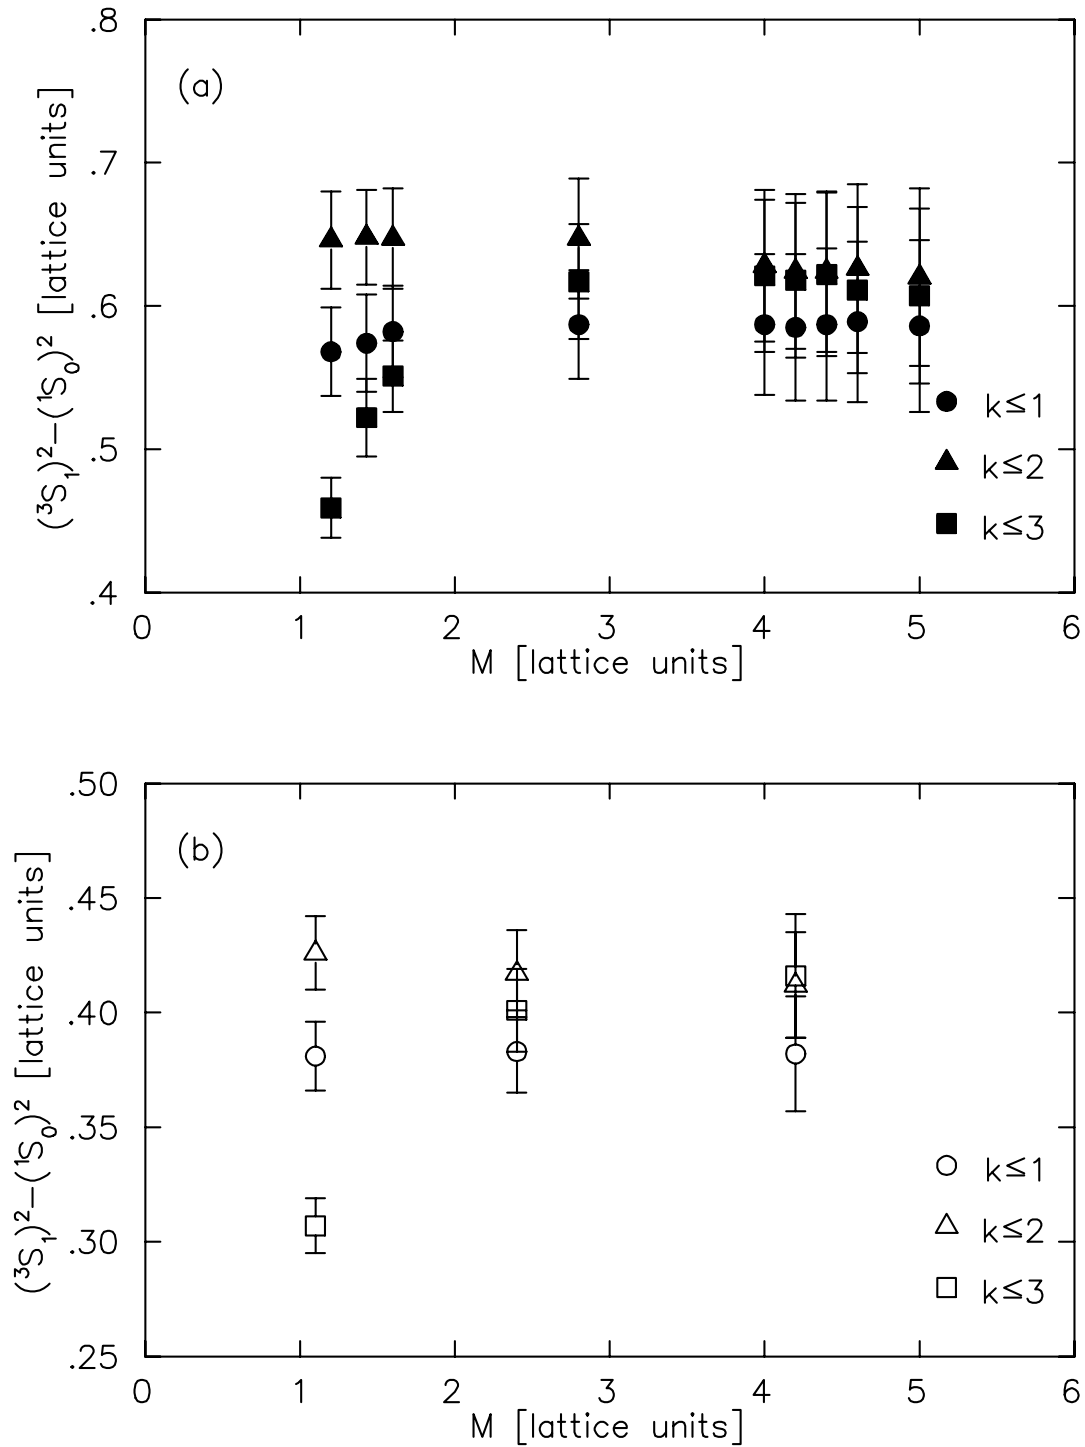 .8
(a)
.7
.6
.5
.4
(³S₁)²−(¹S₀)² [lattice units]
k≤1
k≤2
k≤3
0 1 2 3 4 5 6
M [lattice units]
.50
(b)
.45
.40
.35
.30
.25
(³S₁)²−(¹S₀)² [lattice units]
k≤1
k≤2
k≤3
0 1 2 3 4 5 6
M [lattice units]